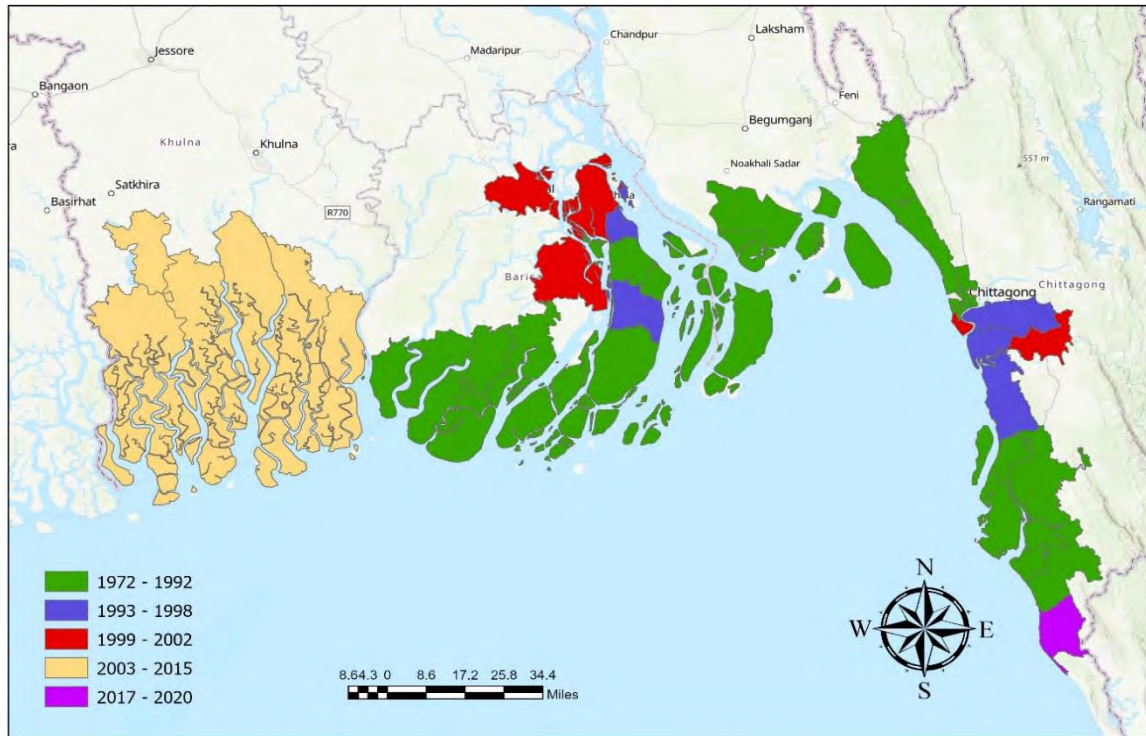 Jessore
Madaripur
Chandpur
Laksham
Bangaon
Feni
Khulna
Begumganj
Khulna
551 m
Noakhali Sadar
Satkhira
Rangamati
Basirhat
R770
Chittagong
Chittagong
N
W
E
S
1972 - 1992
1993 - 1998
1999 - 2002
2003 - 2015
2017 - 2020
8.64.3 0 8.6 17.2 25.8 34.4
Miles